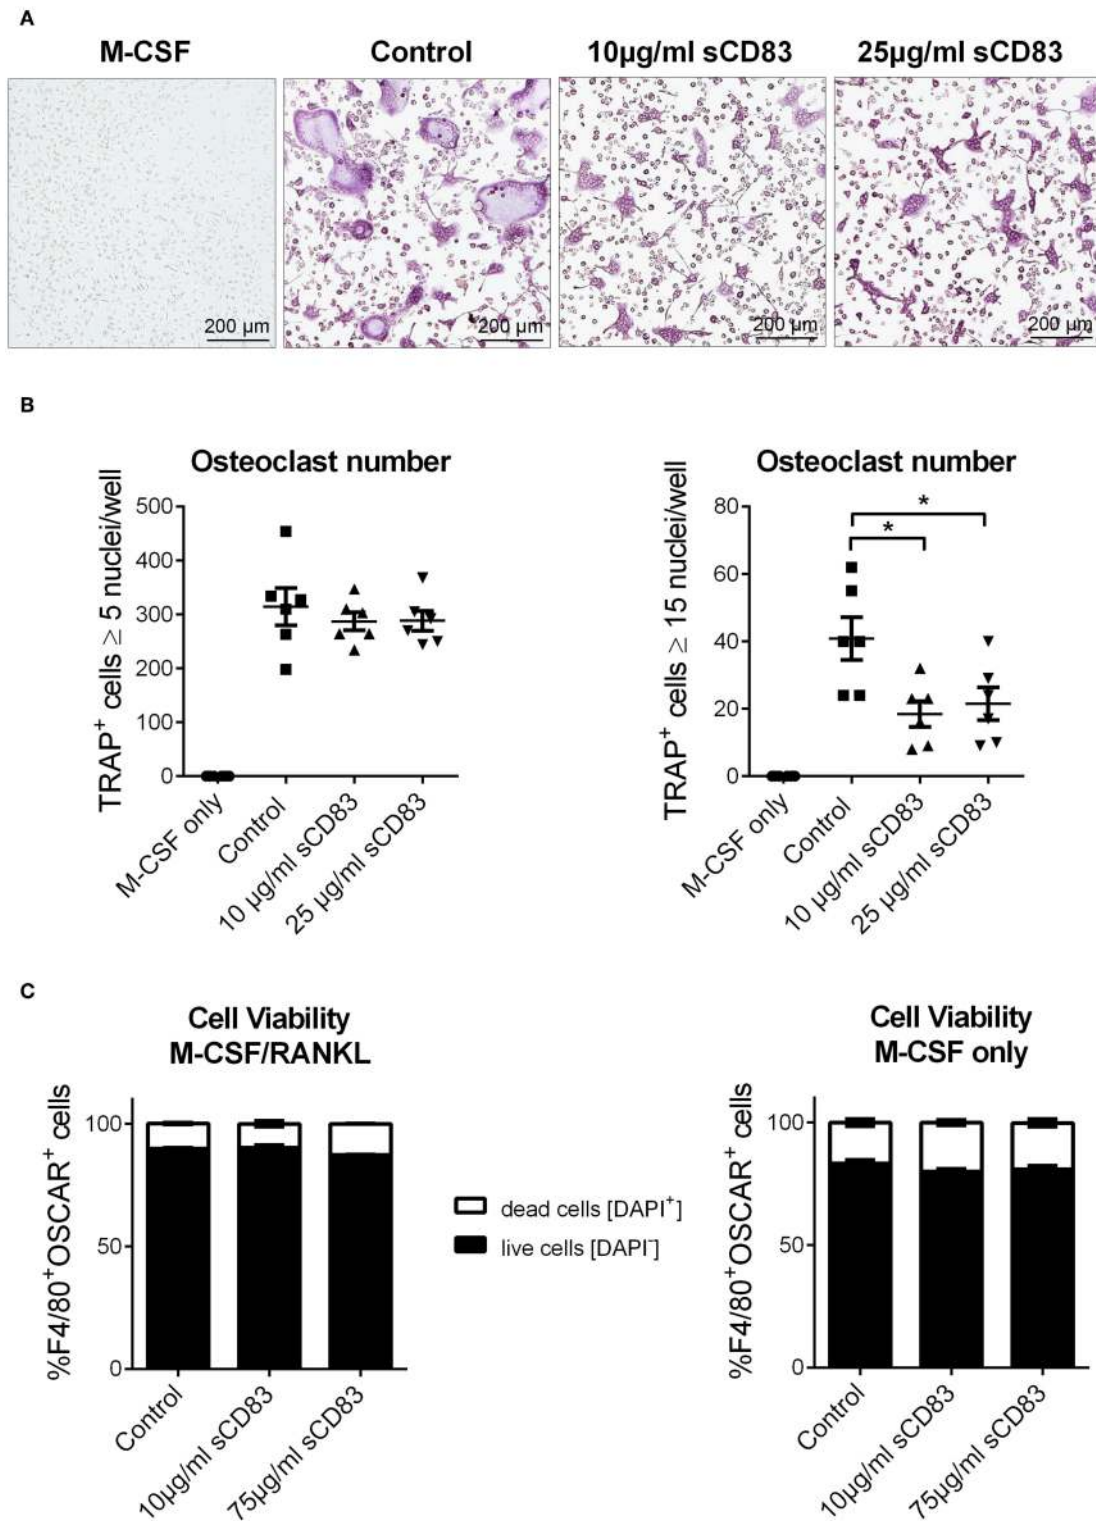 A
M-CSF
Control
10µg/ml sCD83
25µg/ml sCD83
200 µm
200 µm
200 µm
200 µm
B
Osteoclast number
TRAP⁺ cells ≥ 5 nuclei/well
500
400
300
200
100
0
M-CSF only
Control
10 µg/ml sCD83
25 µg/ml sCD83
Osteoclast number
TRAP⁺ cells ≥ 15 nuclei/well
80
60
40
20
0
*
*
M-CSF only
Control
10 µg/ml sCD83
25 µg/ml sCD83
C
Cell Viability
M-CSF/RANKL
%F4/80⁺OSCAR⁺ cells
100
50
0
Control
10µg/ml sCD83
75µg/ml sCD83
dead cells [DAPI⁺]
live cells [DAPI⁻]
Cell Viability
M-CSF only
%F4/80⁺OSCAR⁺ cells
100
50
0
Control
10µg/ml sCD83
75µg/ml sCD83